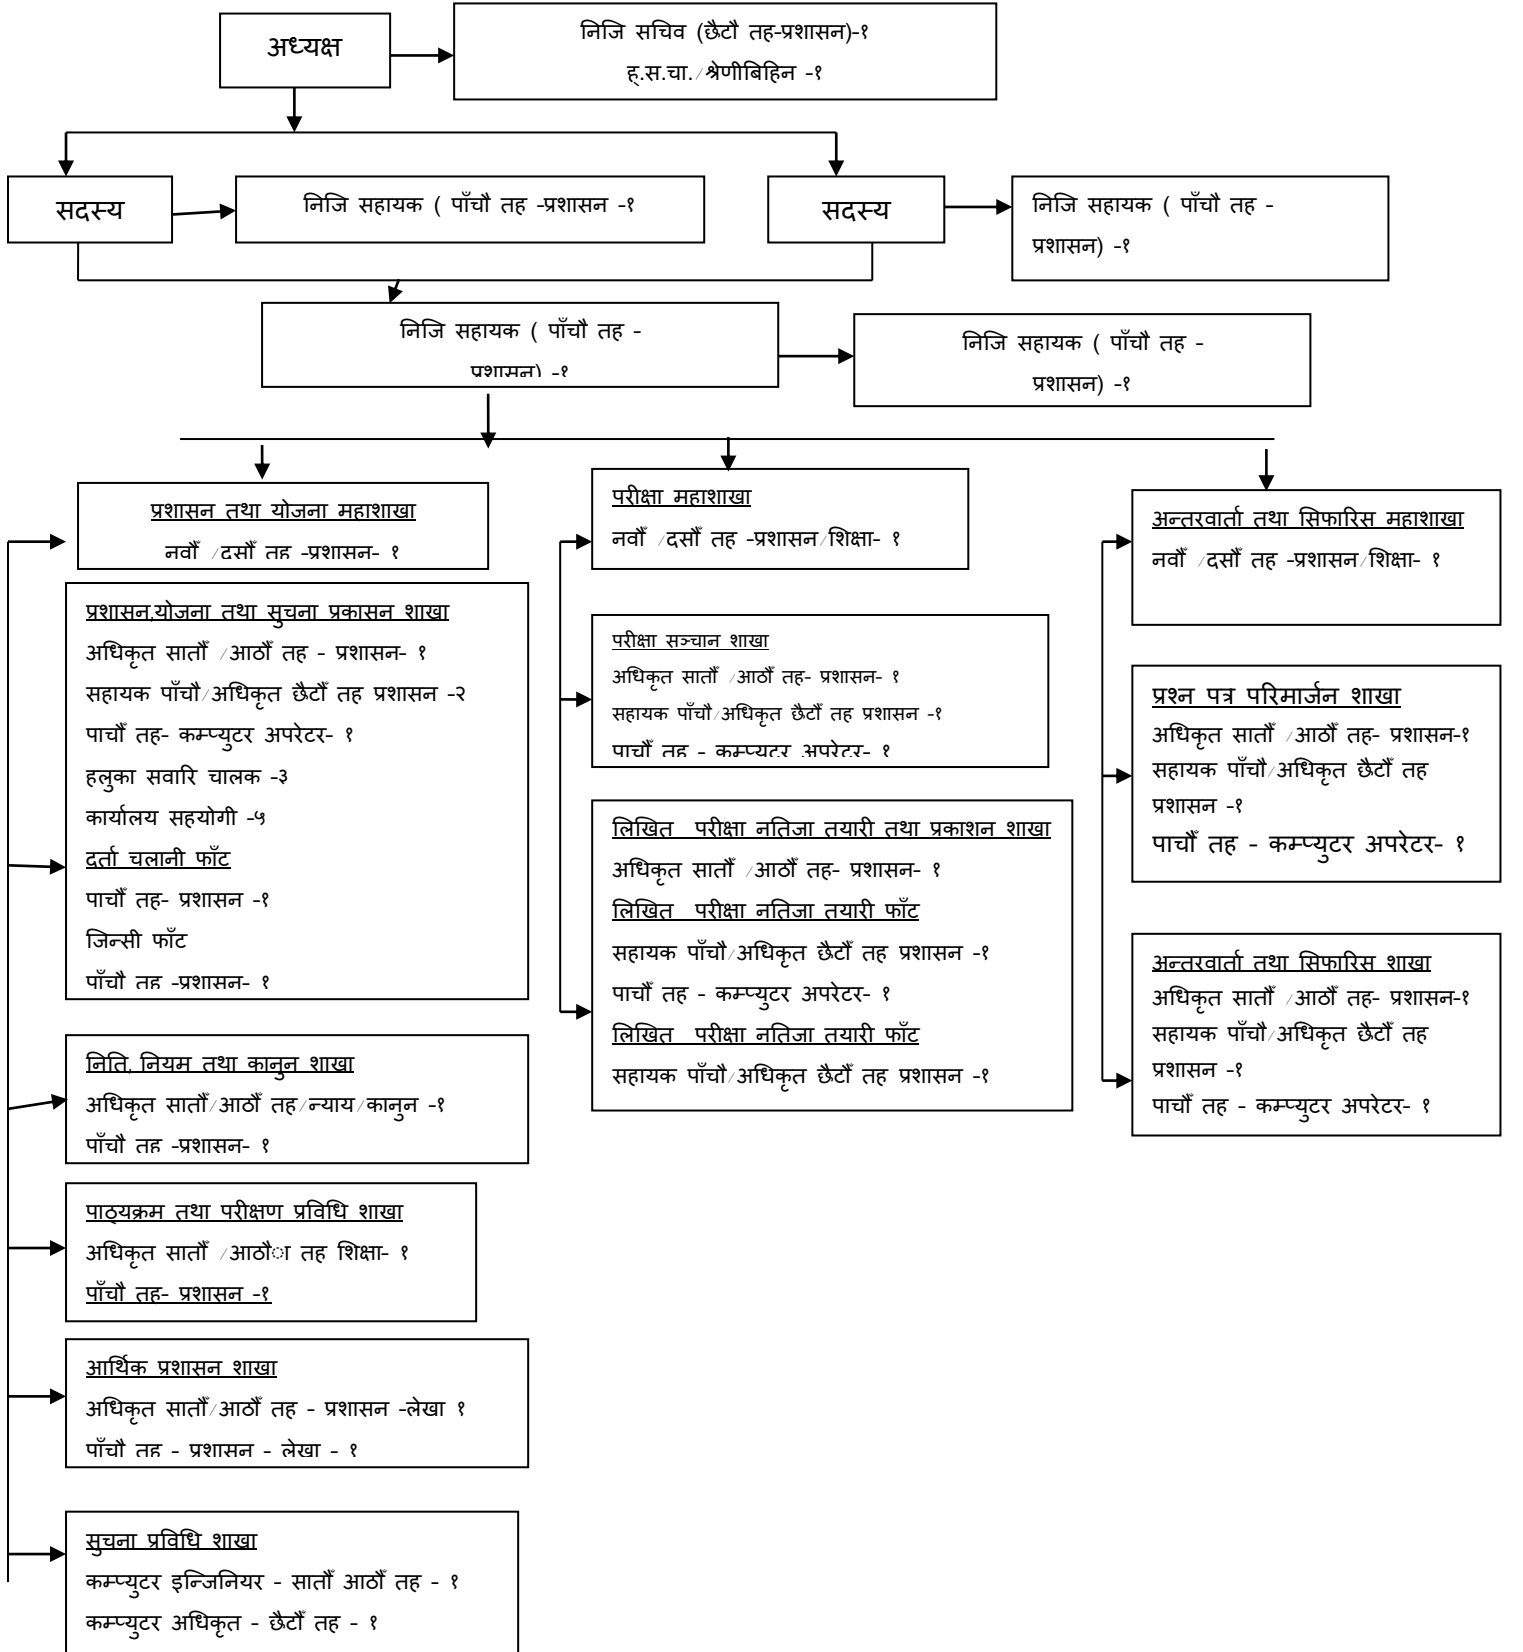 अध्यक्ष
निजि सचिव (छैटौ तह-प्रशासन)-१
ह्.स.चा./श्रेणीबिहिन -१
सदस्य
निजि सहायक ( पाँचौ तह -प्रशासन -१
सदस्य
निजि सहायक ( पाँचौ तह -
प्रशासन) -१
निजि सहायक ( पाँचौ तह -
प्रशासन) -१
निजि सहायक ( पाँचौ तह -
प्रशासन) -१
प्रशासन तथा योजना महाशाखा
नवौँ /दसौँ तह -प्रशासन- १
प्रशासन,योजना तथा सुचना प्रकासन शाखा
अधिकृत सातौँ /आठौँ तह - प्रशासन- १
सहायक पाँचौ/अधिकृत छैटौँ तह प्रशासन -२
पाचौँ तह- कम्प्युटर अपरेटर- १
हलुका सवारि चालक -३
कार्यालय सहयोगी -५
दर्ता चलानी फाँट
पाचौँ तह- प्रशासन -१
जिन्सी फाँट
पाँचौ तह -प्रशासन- १
निति, नियम तथा कानुन शाखा
अधिकृत सातौँ/आठौँ तह/न्याय/कानुन -१
पाँचौ तह -प्रशासन- १
पाठ्यक्रम तथा परीक्षण प्रविधि शाखा
अधिकृत सातौँ /आठौा तह शिक्षा- १
पाँचौ तह- प्रशासन -१
आर्थिक प्रशासन शाखा
अधिकृत सातौँ/आठौँ तह - प्रशासन -लेखा १
पाँचौ तह - प्रशासन - लेखा - १
सुचना प्रविधि शाखा
कम्प्युटर इन्जिनियर - सातौँ आठौँ तह - १
कम्प्युटर अधिकृत - छैटौँ तह - १
परीक्षा महाशाखा
नवौँ /दसौँ तह -प्रशासन/शिक्षा- १
परीक्षा सञ्चान शाखा
अधिकृत सातौँ /आठौँ तह- प्रशासन- १
सहायक पाँचौ/अधिकृत छैटौँ तह प्रशासन -१
पाचौँ तह - कम्प्युटर अपरेटर- १
लिखित परीक्षा नतिजा तयारी तथा प्रकाशन शाखा
अधिकृत सातौँ /आठौँ तह- प्रशासन- १
लिखित परीक्षा नतिजा तयारी फाँट
सहायक पाँचौ/अधिकृत छैटौँ तह प्रशासन -१
पाचौँ तह - कम्प्युटर अपरेटर- १
लिखित परीक्षा नतिजा तयारी फाँट
सहायक पाँचौ/अधिकृत छैटौँ तह प्रशासन -१
अन्तरवार्ता तथा सिफारिस महाशाखा
नवौँ /दसौँ तह -प्रशासन/शिक्षा- १
प्रश्न पत्र परिमार्जन शाखा
अधिकृत सातौँ /आठौँ तह- प्रशासन-१
सहायक पाँचौ/अधिकृत छैटौँ तह
प्रशासन -१
पाचौँ तह - कम्प्युटर अपरेटर- १
अन्तरवार्ता तथा सिफारिस शाखा
अधिकृत सातौँ /आठौँ तह- प्रशासन-१
सहायक पाँचौ/अधिकृत छैटौँ तह
प्रशासन -१
पाचौँ तह - कम्प्युटर अपरेटर- १